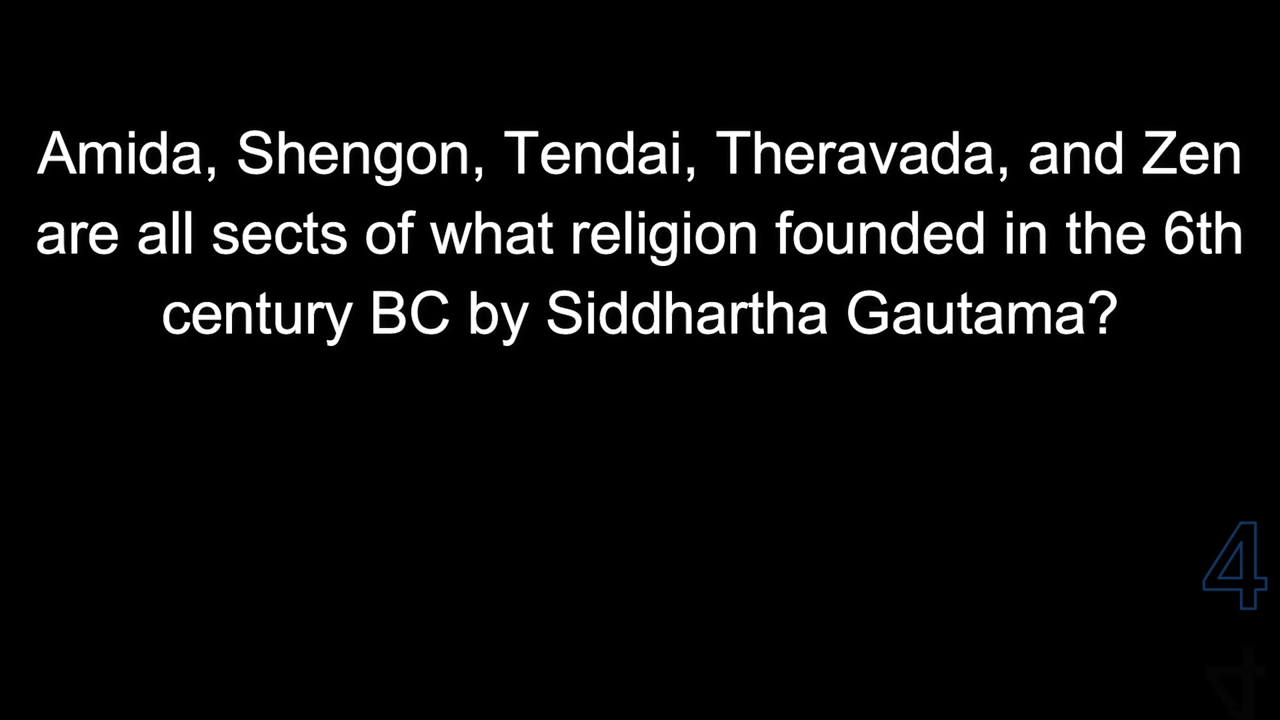 Amida, Shengon, Tendai, Theravada, and Zen
are all sects of what religion founded in the 6th
century BC by Siddhartha Gautama?
4